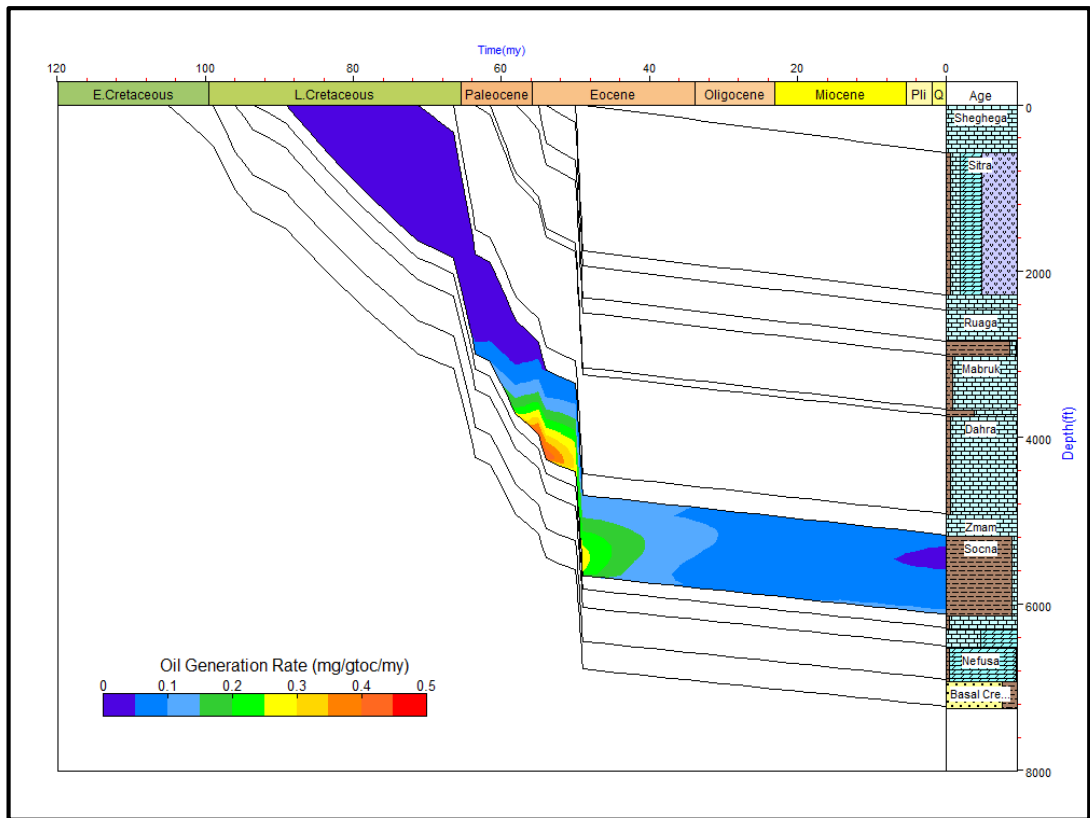 Time(my)
120 100 80 60 40 20 0
E.Cretaceous L.Cretaceous Paleocene Eocene Oligocene Miocene Pli Q Age
0
Sheghega
Sitra
2000
Ruaga
Mabruk
4000
Depth(ft)
Dahra
Zmam
Socna
6000
Nefusa
Basal Cre...
8000
Oil Generation Rate (mg/gtoc/my)
0 0.1 0.2 0.3 0.4 0.5